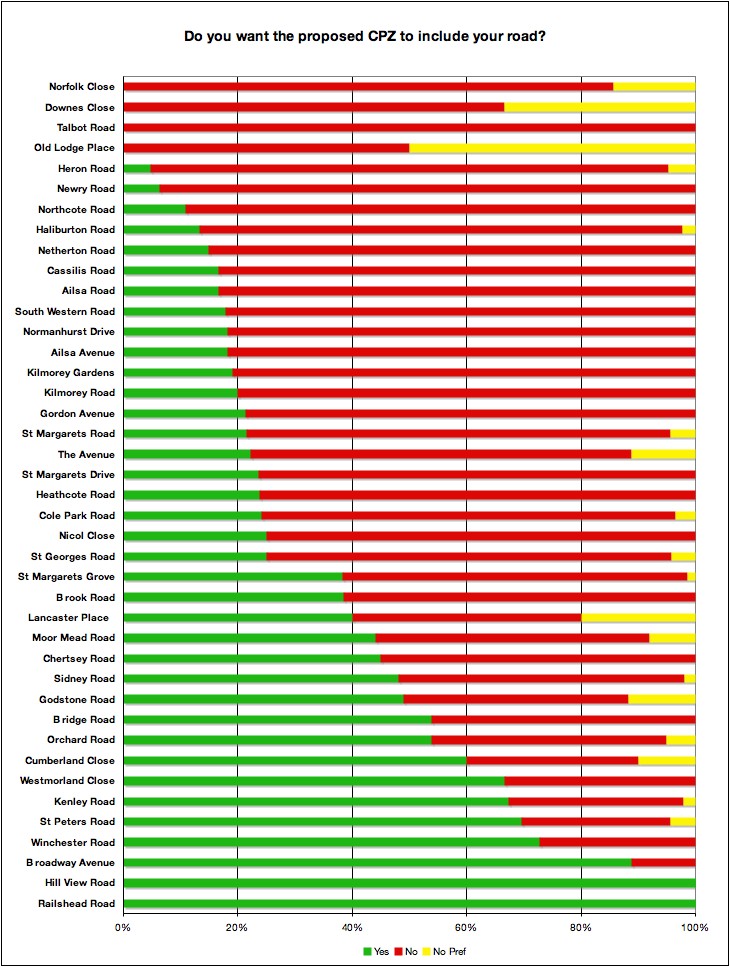 Do you want the proposed CPZ to include your road?
Norfolk Close
Downes Close
Talbot Road
Old Lodge Place
Heron Road
Newry Road
Northcote Road
Haliburton Road
Netherton Road
Cassilis Road
Ailsa Road
South Western Road
Normanhurst Drive
Ailsa Avenue
Kilmorey Gardens
Kilmorey Road
Gordon Avenue
St Margarets Road
The Avenue
St Margarets Drive
Heathcote Road
Cole Park Road
Nicol Close
St Georges Road
St Margarets Grove
Brook Road
Lancaster Place
Moor Mead Road
Chertsey Road
Sidney Road
Godstone Road
Bridge Road
Orchard Road
Cumberland Close
Westmorland Close
Kenley Road
St Peters Road
Winchester Road
Broadway Avenue
Hill View Road
Railshead Road
0% 20% 40% 60% 80% 100%
Yes No No Pref